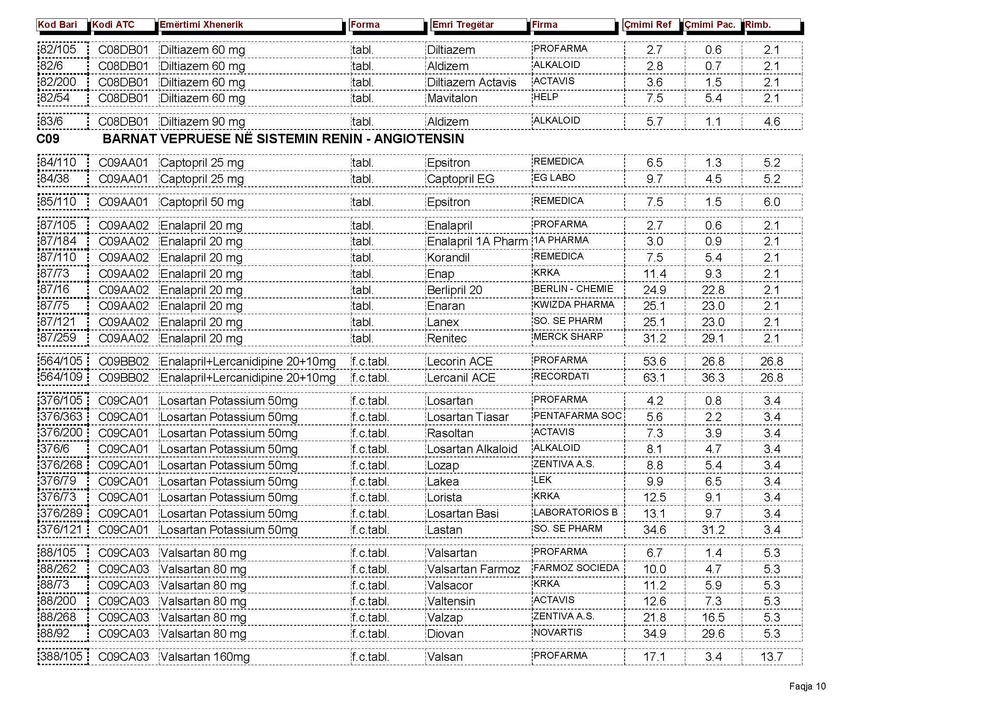 Kod Bari Kodi ATC Emërtimi Xhenerik Forma Emri Tregëtar Firma Çmimi Ref Çmimi Pac. Rimb.
82/105 C08DB01 Diltiazem 60 mg tabl. Diltiazem PROFARMA 2.7 0.6 2.1
82/6 C08DB01 Diltiazem 60 mg tabl. Aldizem ALKALOID 2.8 0.7 2.1
82/200 C08DB01 Diltiazem 60 mg tabl. Diltiazem Actavis ACTAVIS 3.6 1.5 2.1
82/54 C08DB01 Diltiazem 60 mg tabl. Mavitalon HELP 7.5 5.4 2.1
83/6 C08DB01 Diltiazem 90 mg tabl. Aldizem ALKALOID 5.7 1.1 4.6
C09 BARNAT VEPRUESE NË SISTEMIN RENIN - ANGIOTENSIN
84/110 C09AA01 Captopril 25 mg tabl. Epsitron REMEDICA 6.5 1.3 5.2
84/38 C09AA01 Captopril 25 mg tabl. Captopril EG EG LABO 9.7 4.5 5.2
85/110 C09AA01 Captopril 50 mg tabl. Epsitron REMEDICA 7.5 1.5 6.0
87/105 C09AA02 Enalapril 20 mg tabl. Enalapril PROFARMA 2.7 0.6 2.1
87/184 C09AA02 Enalapril 20 mg tabl. Enalapril 1A Pharm 1A PHARMA 3.0 0.9 2.1
87/110 C09AA02 Enalapril 20 mg tabl. Korandil REMEDICA 7.5 5.4 2.1
87/73 C09AA02 Enalapril 20 mg tabl. Enap KRKA 11.4 9.3 2.1
87/16 C09AA02 Enalapril 20 mg tabl. Berlipril 20 BERLIN - CHEMIE 24.9 22.8 2.1
87/75 C09AA02 Enalapril 20 mg tabl. Enaran KWIZDA PHARMA 25.1 23.0 2.1
87/121 C09AA02 Enalapril 20 mg tabl. Lanex SO. SE PHARM 25.1 23.0 2.1
87/259 C09AA02 Enalapril 20 mg tabl. Renitec MERCK SHARP 31.2 29.1 2.1
564/105 C09BB02 Enalapril+Lercanidipine 20+10mg f.c.tabl. Lecorin ACE PROFARMA 53.6 26.8 26.8
564/109 C09BB02 Enalapril+Lercanidipine 20+10mg f.c.tabl. Lercanil ACE RECORDATI 63.1 36.3 26.8
376/105 C09CA01 Losartan Potassium 50mg f.c.tabl. Losartan PROFARMA 4.2 0.8 3.4
376/363 C09CA01 Losartan Potassium 50mg f.c.tabl. Losartan Tiasar PENTAFARMA SOC 5.6 2.2 3.4
376/200 C09CA01 Losartan Potassium 50mg f.c.tabl. Rasoltan ACTAVIS 7.3 3.9 3.4
376/6 C09CA01 Losartan Potassium 50mg f.c.tabl. Losartan Alkaloid ALKALOID 8.1 4.7 3.4
376/268 C09CA01 Losartan Potassium 50mg f.c.tabl. Lozap ZENTIVA A.S. 8.8 5.4 3.4
376/79 C09CA01 Losartan Potassium 50mg f.c.tabl. Lakea LEK 9.9 6.5 3.4
376/73 C09CA01 Losartan Potassium 50mg f.c.tabl. Lorista KRKA 12.5 9.1 3.4
376/289 C09CA01 Losartan Potassium 50mg f.c.tabl. Losartan Basi LABORATORIOS B 13.1 9.7 3.4
376/121 C09CA01 Losartan Potassium 50mg f.c.tabl. Lastan SO. SE PHARM 34.6 31.2 3.4
88/105 C09CA03 Valsartan 80 mg f.c.tabl. Valsartan PROFARMA 6.7 1.4 5.3
88/262 C09CA03 Valsartan 80 mg f.c.tabl. Valsartan Farmoz FARMOZ SOCIEDA 10.0 4.7 5.3
88/73 C09CA03 Valsartan 80 mg f.c.tabl. Valsacor KRKA 11.2 5.9 5.3
88/200 C09CA03 Valsartan 80 mg f.c.tabl. Valtensin ACTAVIS 12.6 7.3 5.3
88/268 C09CA03 Valsartan 80 mg f.c.tabl. Valzap ZENTIVA A.S. 21.8 16.5 5.3
88/92 C09CA03 Valsartan 80 mg f.c.tabl. Diovan NOVARTIS 34.9 29.6 5.3
388/105 C09CA03 Valsartan 160mg f.c.tabl. Valsan PROFARMA 17.1 3.4 13.7
Faqja 10